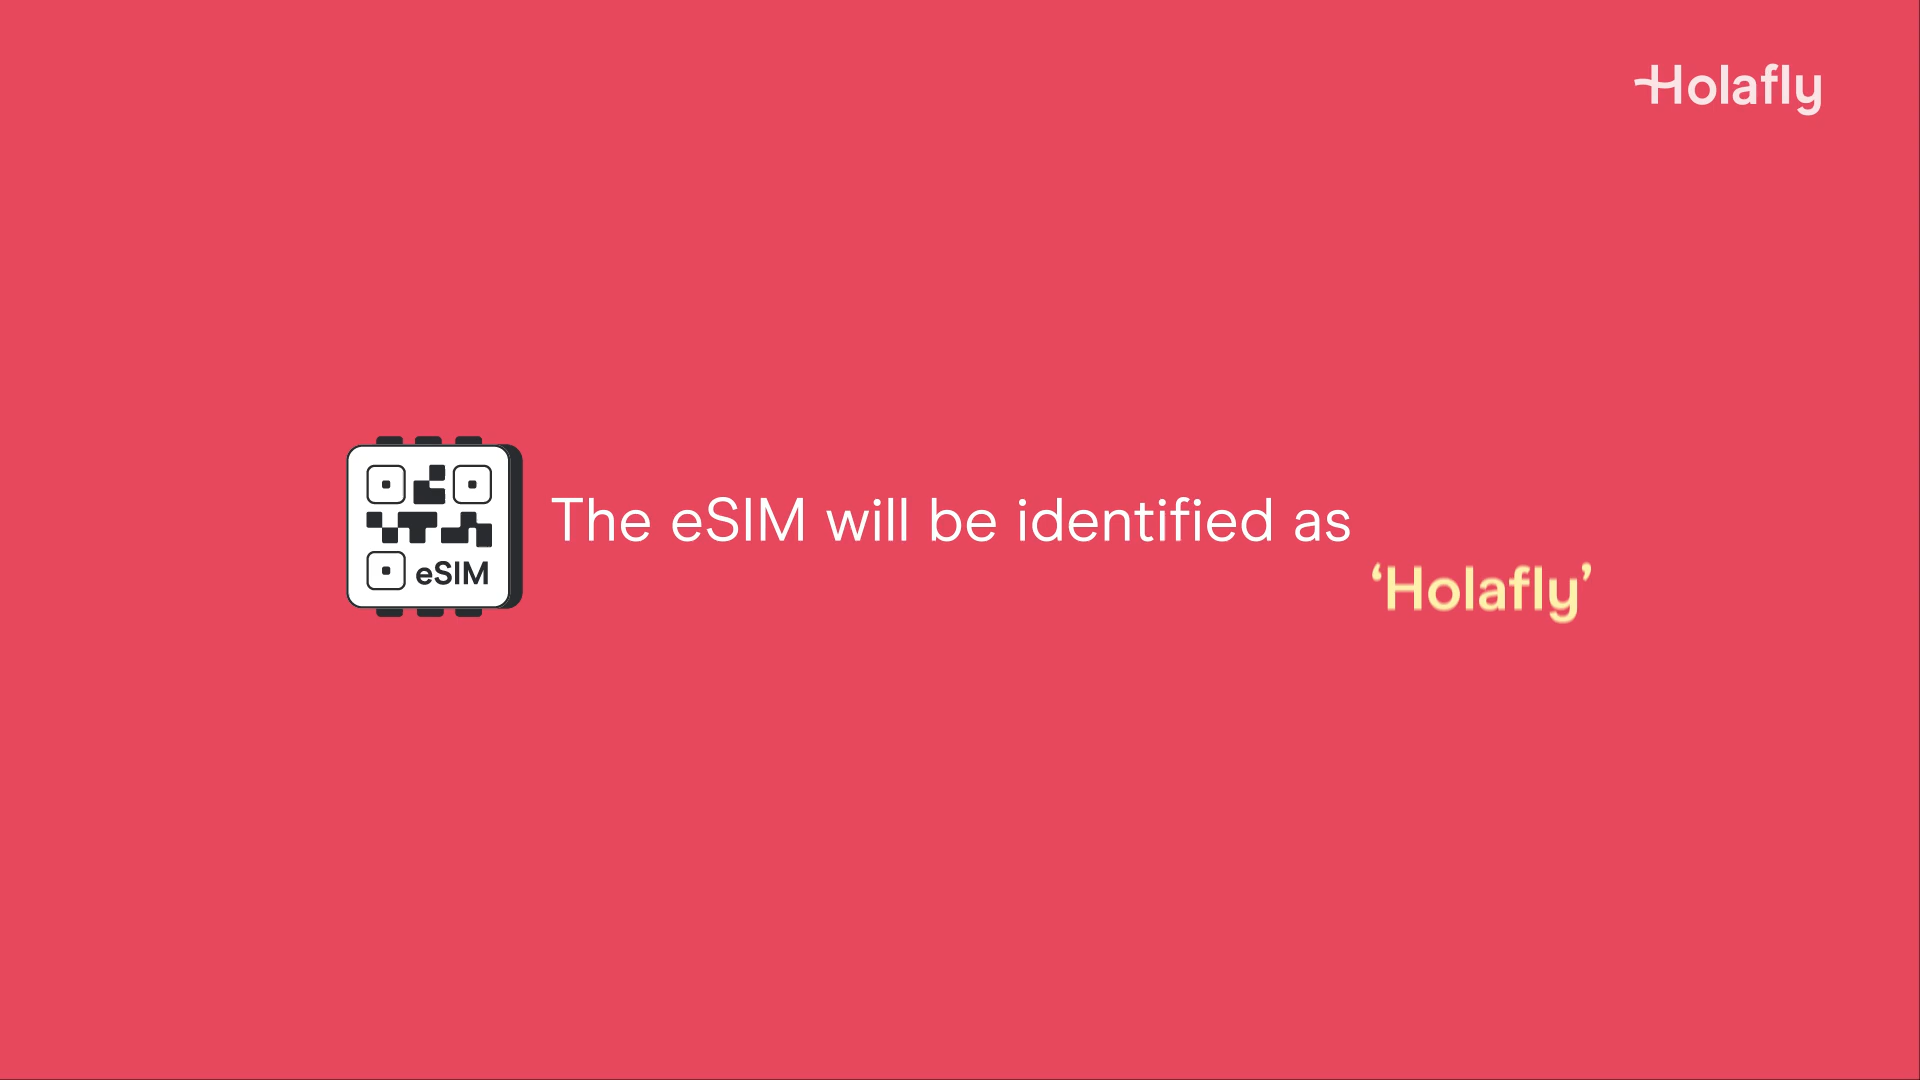 Holafly
eSIM
The eSIM will be identified as
‘Holafly’